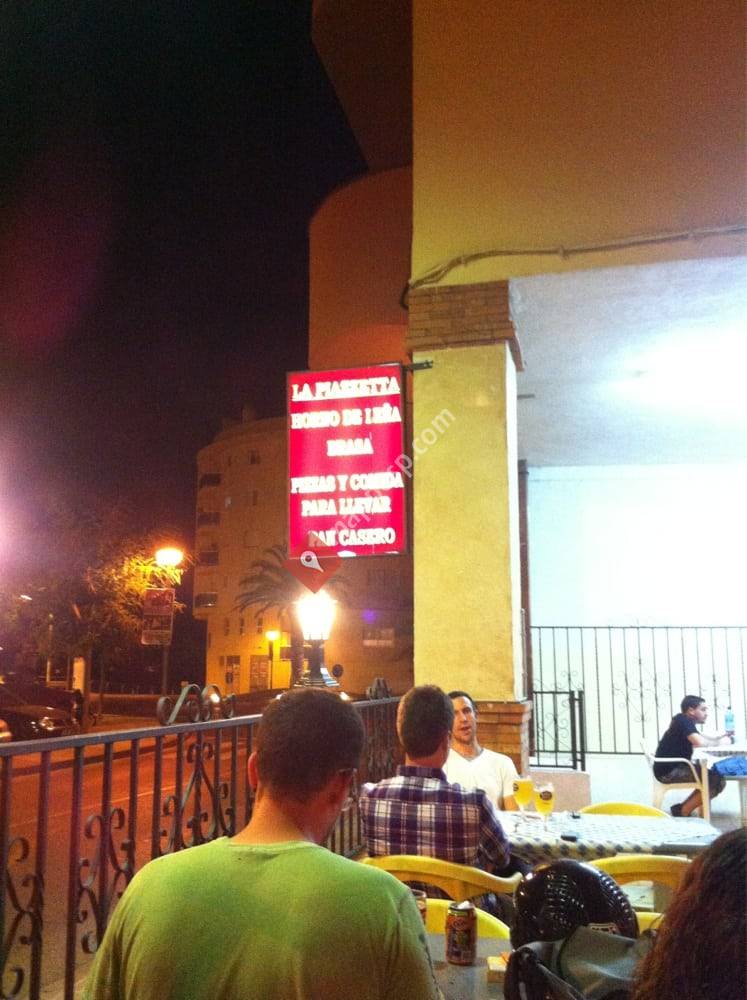 LA PIAZZETTA
HORNO DE LEÑA
BRASA
PIZZAS Y COMIDA
PARA LLEVAR
PAN CASERO